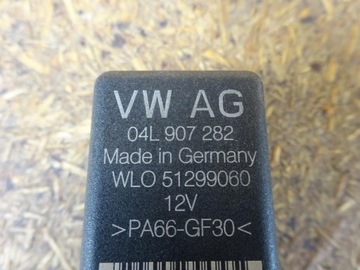 VW AG
04L 907 282
Made in Germany
WLO 51299060
12V
>PA66-GF30<